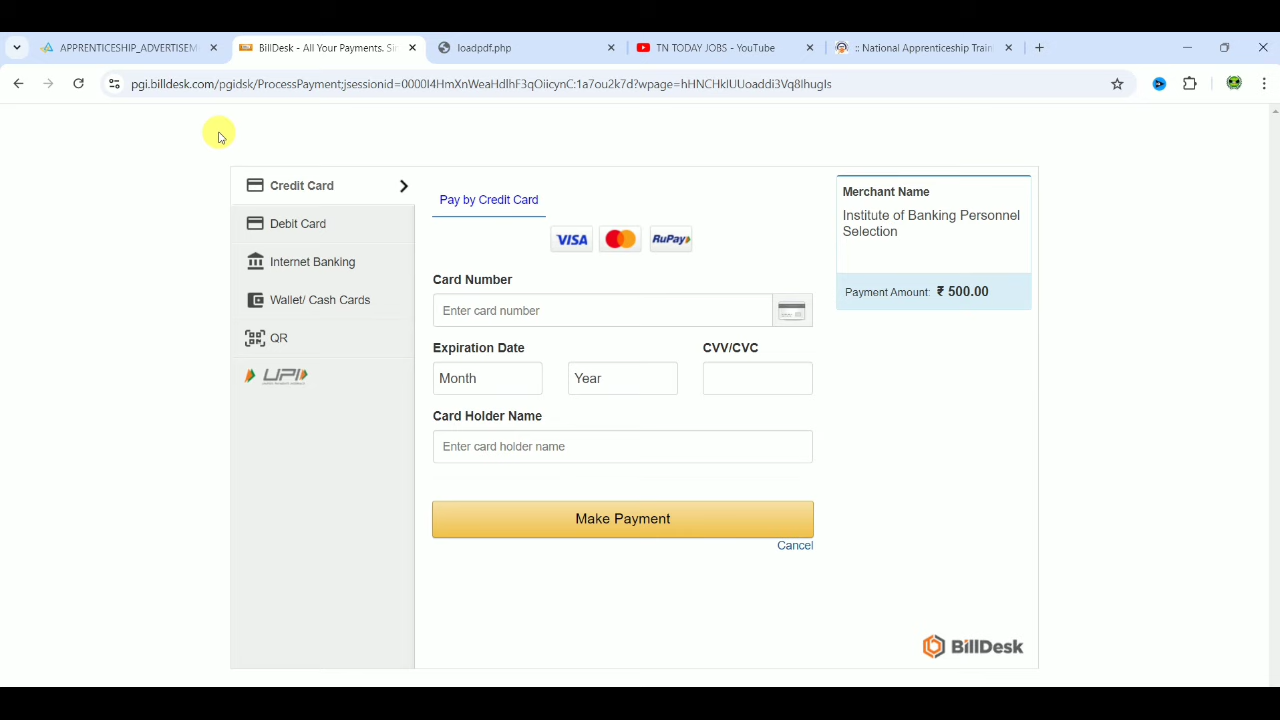 APPRENTICESHIP_ADVERTISEM
BillDesk - All Your Payments. Si
loadpdf.php
TN TODAY JOBS - YouTube
:: National Apprenticeship Train
pgi.billdesk.com/pgidsk/ProcessPayment;jsessionid=0000I4HmXnWeaHdlhF3qOiicynC:1a7ou2k7d?wpage=hHNCHkIUUoaddi3Vq8lhugIs
Credit Card
Debit Card
Internet Banking
Wallet/ Cash Cards
QR
UPI
Pay by Credit Card
VISA
RuPay
Card Number
Enter card number
Expiration Date
CVV/CVC
Month
Year
Card Holder Name
Enter card holder name
Make Payment
Cancel
Merchant Name
Institute of Banking Personnel
Selection
Payment Amount: ₹ 500.00
BillDesk